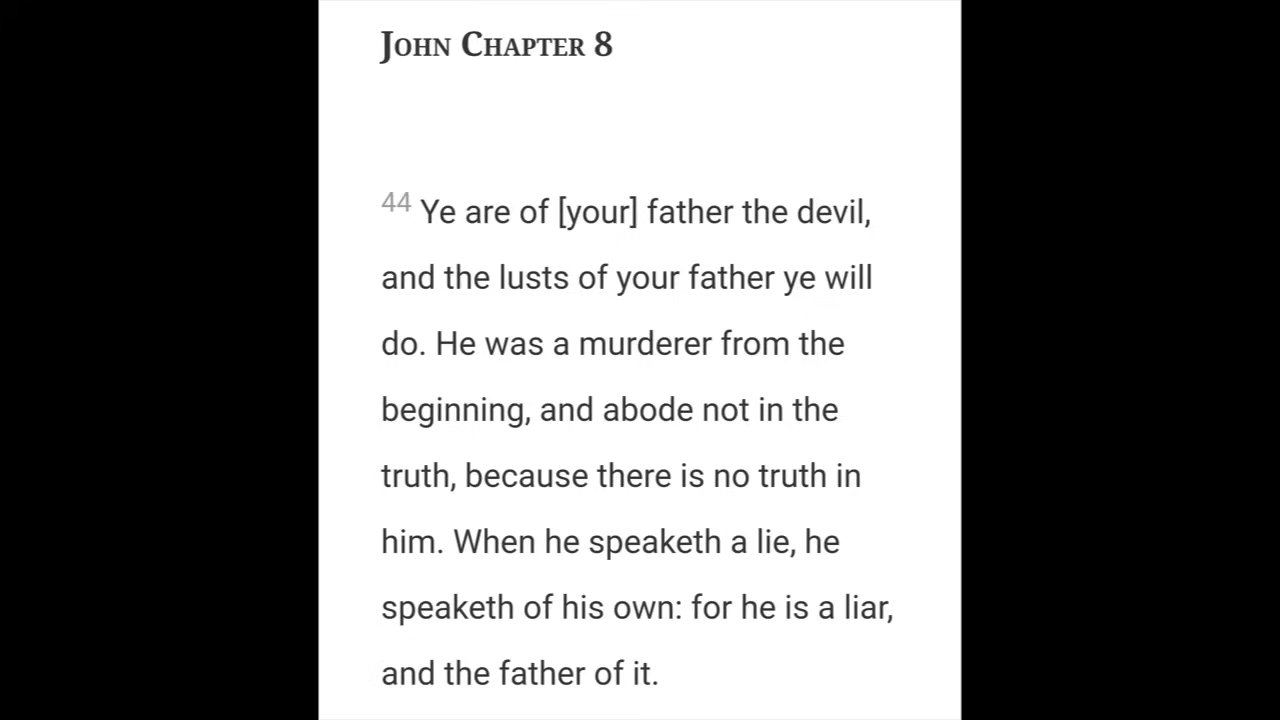 John Chapter 8
44 Ye are of [your] father the devil,
and the lusts of your father ye will
do. He was a murderer from the
beginning, and abode not in the
truth, because there is no truth in
him. When he speaketh a lie, he
speaketh of his own: for he is a liar,
and the father of it.